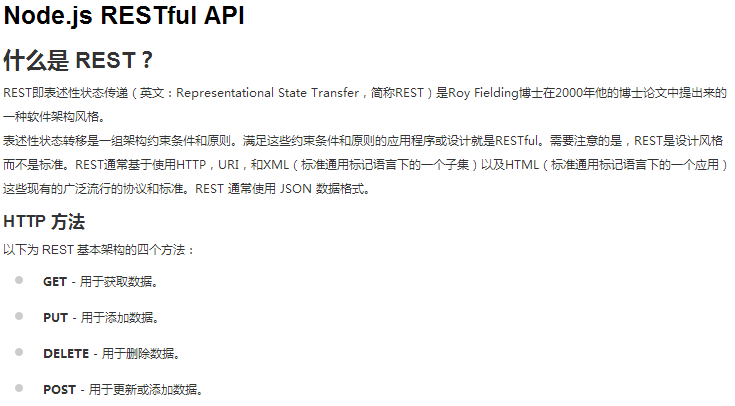 Node.js RESTful API
什么是 REST？
REST即表述性状态传递（英文：Representational State Transfer，简称REST）是Roy Fielding博士在2000年他的博士论文中提出来的
一种软件架构风格。
表述性状态转移是一组架构约束条件和原则。满足这些约束条件和原则的应用程序或设计就是RESTful。需要注意的是，REST是设计风格
而不是标准。REST通常基于使用HTTP，URI，和XML（标准通用标记语言下的一个子集）以及HTML（标准通用标记语言下的一个应用）
这些现有的广泛流行的协议和标准。REST 通常使用 JSON 数据格式。
HTTP 方法
以下为 REST 基本架构的四个方法：
GET - 用于获取数据。
PUT - 用于添加数据。
DELETE - 用于删除数据。
POST - 用于更新或添加数据。